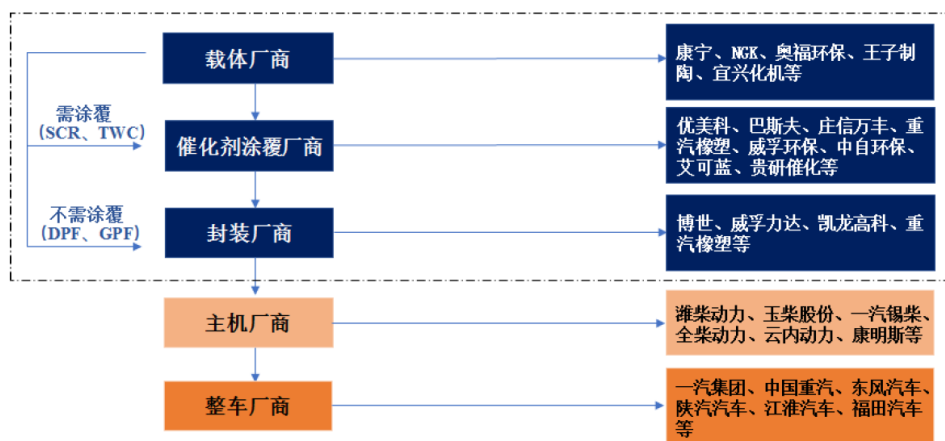 载体厂商
康宁、NGK、奥福环保、王子制
陶、宜兴化机等
需涂覆
(SCR、TWC)
催化剂涂覆厂商
优美科、巴斯夫、庄信万丰、重
汽橡塑、威孚环保、中自环保、
艾可蓝、贵研催化等
不需涂覆
(DPF、GPF)
封装厂商
博世、威孚力达、凯龙高科、重
汽橡塑等
主机厂商
潍柴动力、玉柴股份、一汽锡柴、
全柴动力、云内动力、康明斯等
整车厂商
一汽集团、中国重汽、东风汽车、
陕汽汽车、江淮汽车、福田汽车
等